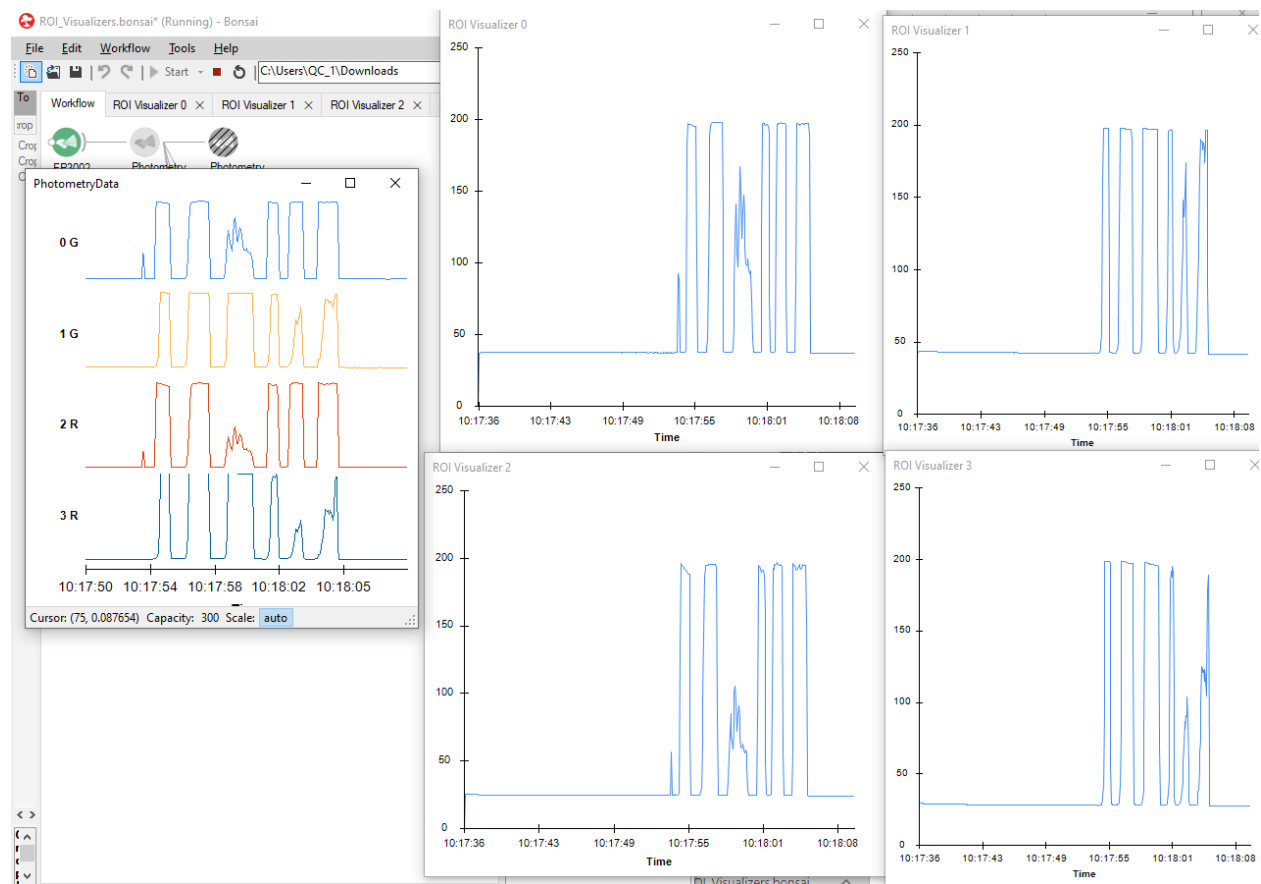 ROI_Visualizers.bonsai* (Running) - Bonsai
File Edit Workflow Tools Help
Start C:\Users\QC_1\Downloads
To Workflow ROI Visualizer 0 ROI Visualizer 1 ROI Visualizer 2
FP3002 Photometry Photometry
PhotometryData
0 G
1 G
2 R
3 R
10:17:50 10:17:54 10:17:58 10:18:02 10:18:05
Cursor: (75, 0.087654) Capacity: 300 Scale: auto
ROI Visualizer 0
250
200
150
100
50
0
10:17:36 10:17:43 10:17:49 10:17:55 10:18:01 10:18:08
Time
ROI Visualizer 1
250
200
150
100
50
0
10:17:36 10:17:43 10:17:49 10:17:55 10:18:01 10:18:08
Time
ROI Visualizer 2
250
200
150
100
50
0
10:17:36 10:17:43 10:17:49 10:17:55 10:18:01 10:18:08
Time
ROI Visualizer 3
250
200
150
100
50
0
10:17:36 10:17:43 10:17:49 10:17:55 10:18:01 10:18:08
Time
OI_Visualizers.bonsai